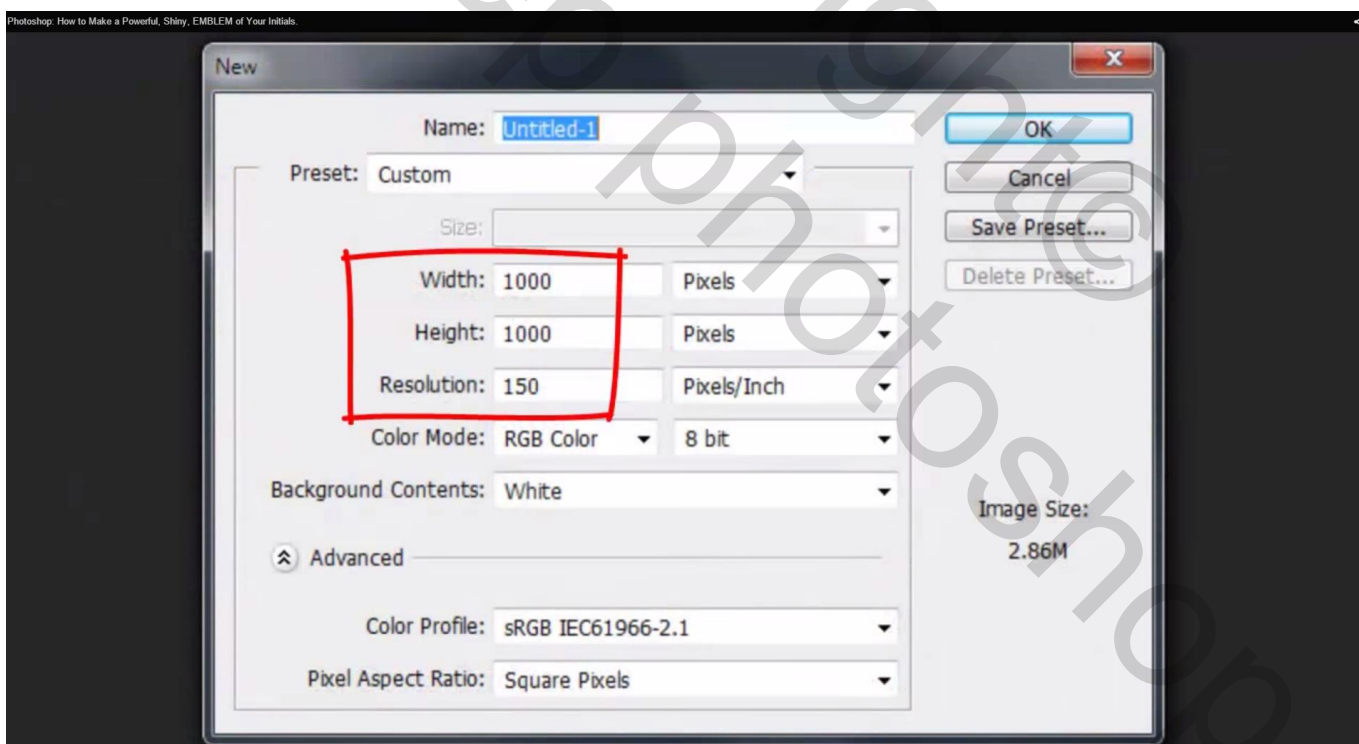 Photoshop: How to Make a Powerful, Shiny, EMBLEM of Your Initials.
New
Name: Untitled-1
OK
Preset: Custom
Cancel
Size:
Save Preset...
Width: 1000 Pixels
Delete Preset...
Height: 1000 Pixels
Resolution: 150 Pixels/Inch
Color Mode: RGB Color 8 bit
Background Contents: White
Image Size:
2.86M
Advanced
Color Profile: sRGB IEC61966-2.1
Pixel Aspect Ratio: Square Pixels
photoshop